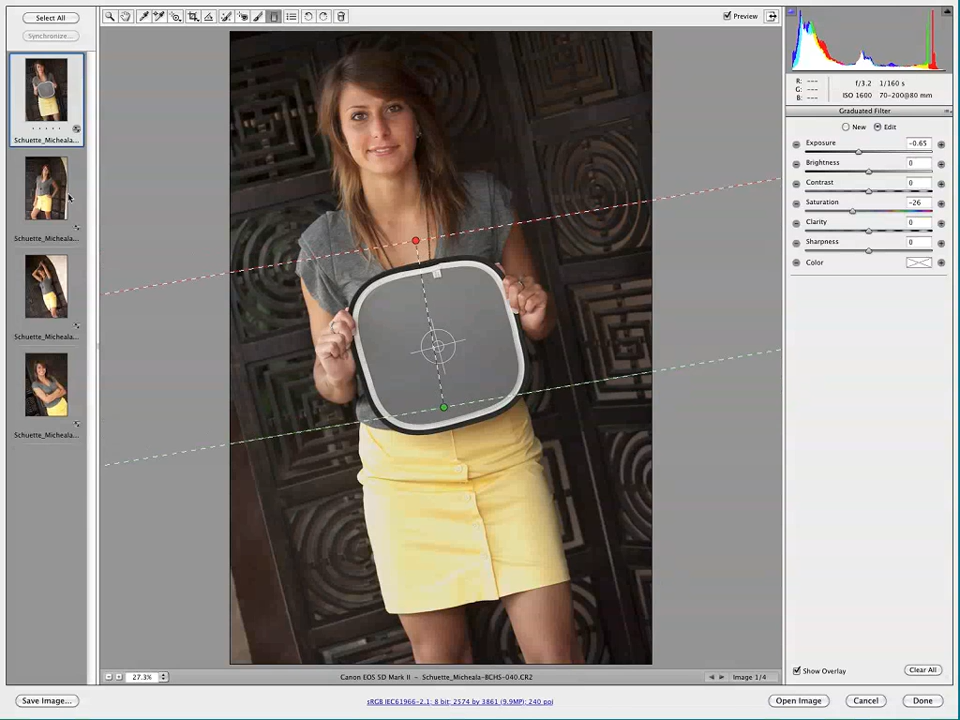 Select All
Synchronize...
Preview
R: ---
G: ---
B: ---
f/3.2 1/160 s
ISO 1600 70-200@80 mm
Graduated Filter
New Edit
Exposure -0.65
Brightness 0
Contrast 0
Saturation -26
Clarity 0
Sharpness 0
Color
Schuette_Micheala...
Schuette_Micheala...
Schuette_Micheala...
Schuette_Micheala...
Show Overlay Clear All
27.3% Canon EOS 5D Mark II - Schuette_Micheala-BCHS-040.CR2 Image 1/4
Save Image... sRGB IEC61966-2.1; 8 bit; 2574 by 3861 (9.9MP); 240 ppi Open Image Cancel Done